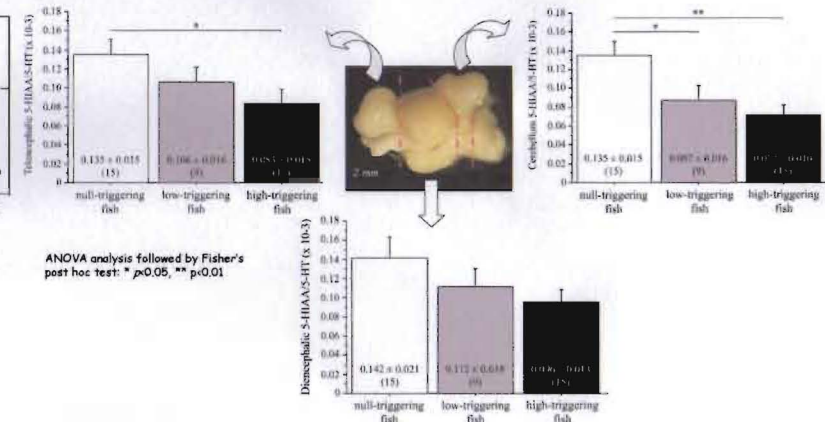 Telencephalic 5-HIAA/5-HT (x 10-3)
0.18
0.16
0.14
0.12
0.10
0.08
0.06
0.04
0.02
0
*
0.135 ± 0.015
(15)
0.106 ± 0.016
(9)
null-triggering
fish
low-triggering
fish
high-triggering
fish
2 mm
Cerebellum 5-HIAA/5-HT (x 10-3)
0.18
0.16
0.14
0.12
0.10
0.08
0.06
0.04
0.02
0
**
*
0.135 ± 0.015
(15)
0.087 ± 0.016
(9)
null-triggering
fish
low-triggering
fish
high-triggering
fish
ANOVA analysis followed by Fisher's
post hoc test: * p<0.05, ** p<0.01
Diencephalic 5-HIAA/5-HT (x 10-3)
0.18
0.16
0.14
0.12
0.10
0.08
0.06
0.04
0.02
0
0.142 ± 0.021
(15)
0.112 ± 0.018
(9)
null-triggering
fish
low-triggering
fish
high-triggering
fish